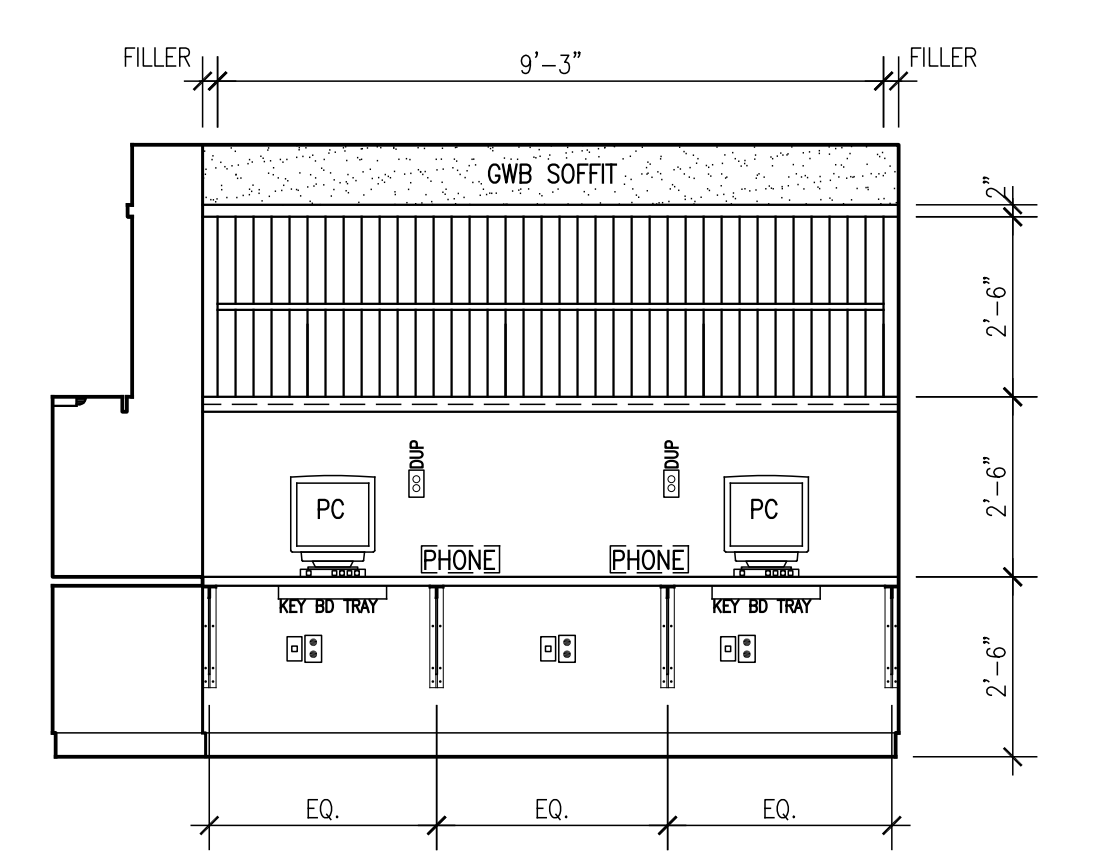 FILLER 9'-3" FILLER
GWB SOFFIT
2"
2'-6"
DUP DUP
PC PC
2'-6"
PHONE PHONE
KEY BD TRAY KEY BD TRAY
2'-6"
EQ. EQ. EQ.